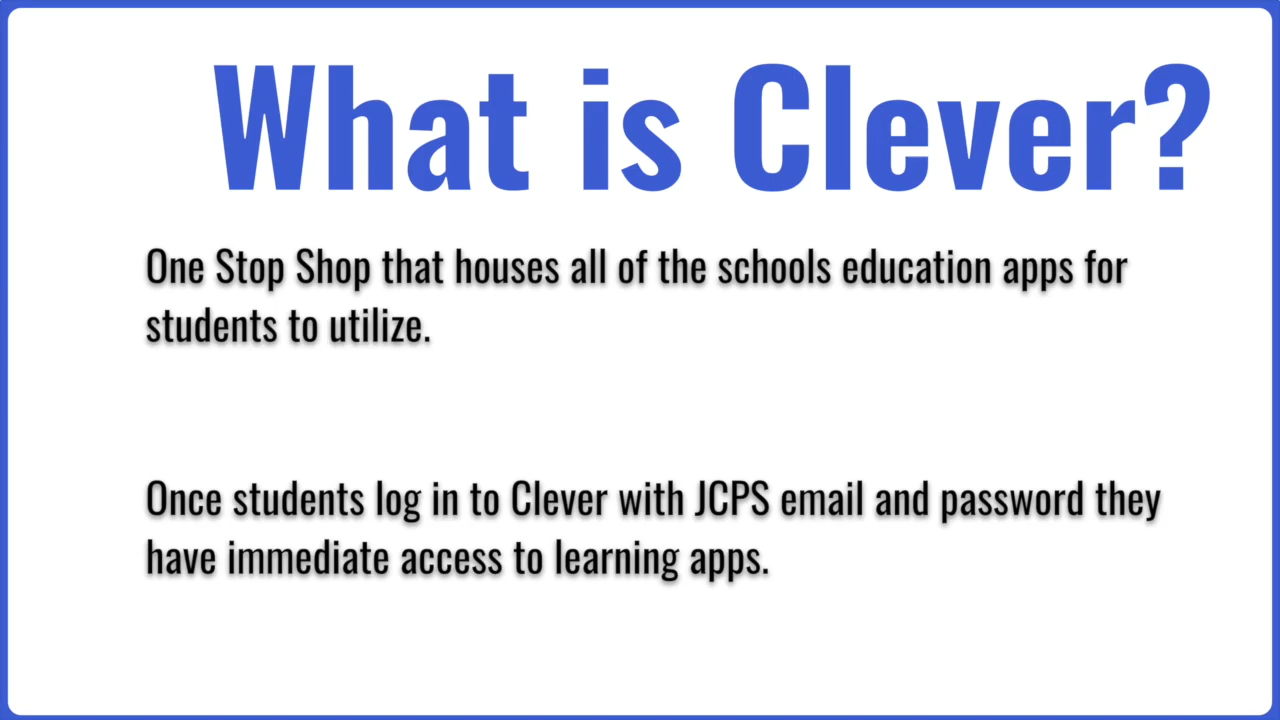 What is Clever?
One Stop Shop that houses all of the schools education apps for
students to utilize.
Once students log in to Clever with JCPS email and password they
have immediate access to learning apps.